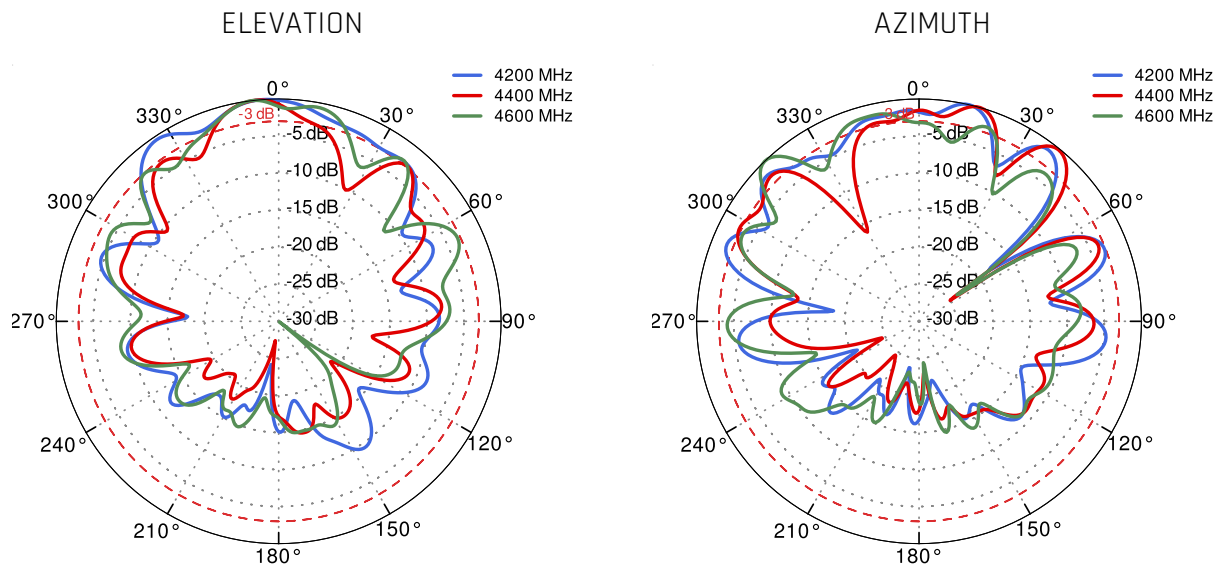 ELEVATION
4200 MHz
4400 MHz
4600 MHz
0°
30°
60°
90°
120°
150°
180°
210°
240°
270°
300°
330°
-3 dB
-5 dB
-10 dB
-15 dB
-20 dB
-25 dB
-30 dB
AZIMUTH
4200 MHz
4400 MHz
4600 MHz
0°
30°
60°
90°
120°
150°
180°
210°
240°
270°
300°
330°
-3 dB
-5 dB
-10 dB
-15 dB
-20 dB
-25 dB
-30 dB